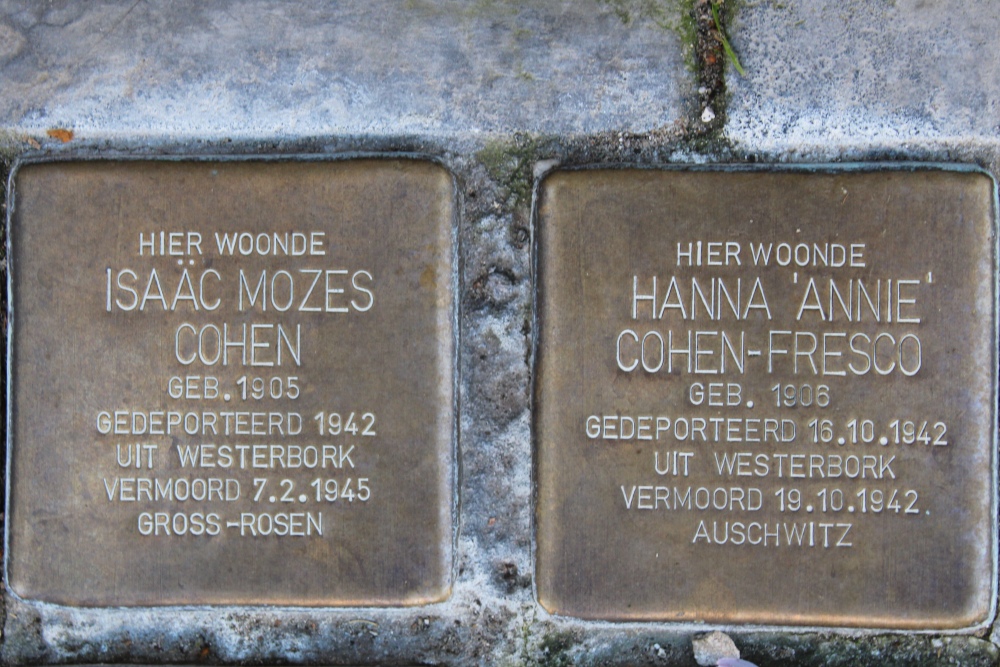 HIER WOONDE
ISAÄC MOZES
COHEN
GEB.1905
GEDEPORTEERD 1942
UIT WESTERBORK
VERMOORD 7.2.1945
GROSS-ROSEN
HIER WOONDE
HANNA 'ANNIE'
COHEN-FRESCO
GEB. 1906
GEDEPORTEERD 16.10.1942
UIT WESTERBORK
VERMOORD 19.10.1942.
AUSCHWITZ